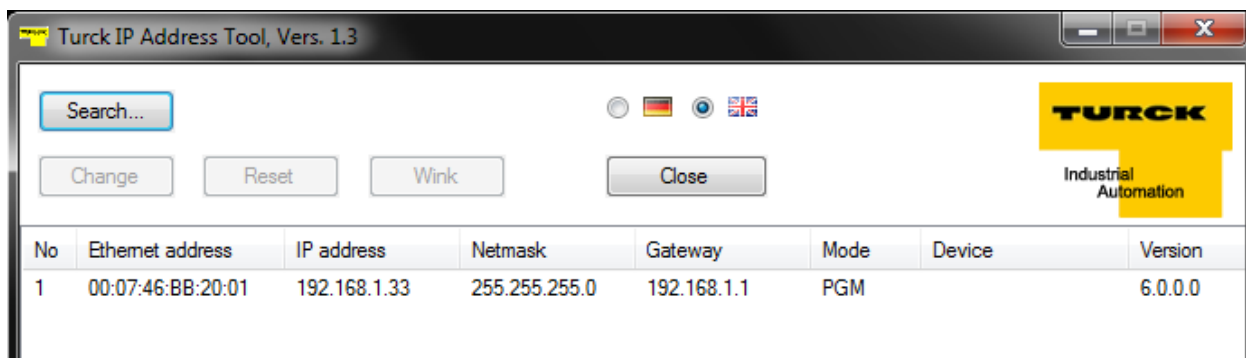 Turck IP Address Tool, Vers. 1.3
Search...
TURCK
Change Reset Wink Close
Industrial
Automation
No Ethernet address IP address Netmask Gateway Mode Device Version
1 00:07:46:BB:20:01 192.168.1.33 255.255.255.0 192.168.1.1 PGM 6.0.0.0